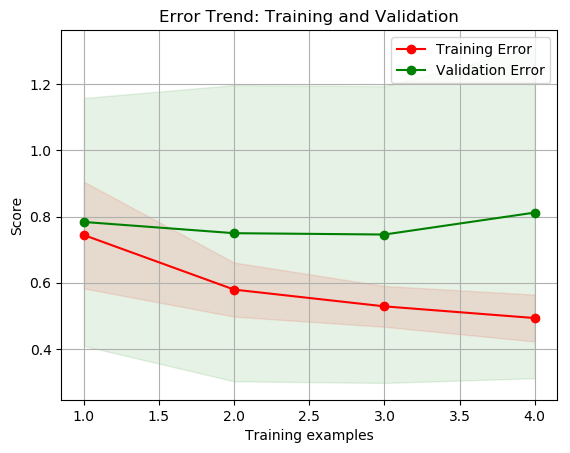 Error Trend: Training and Validation
Training Error
Validation Error
Score
1.2
1.0
0.8
0.6
0.4
1.0 1.5 2.0 2.5 3.0 3.5 4.0
Training examples